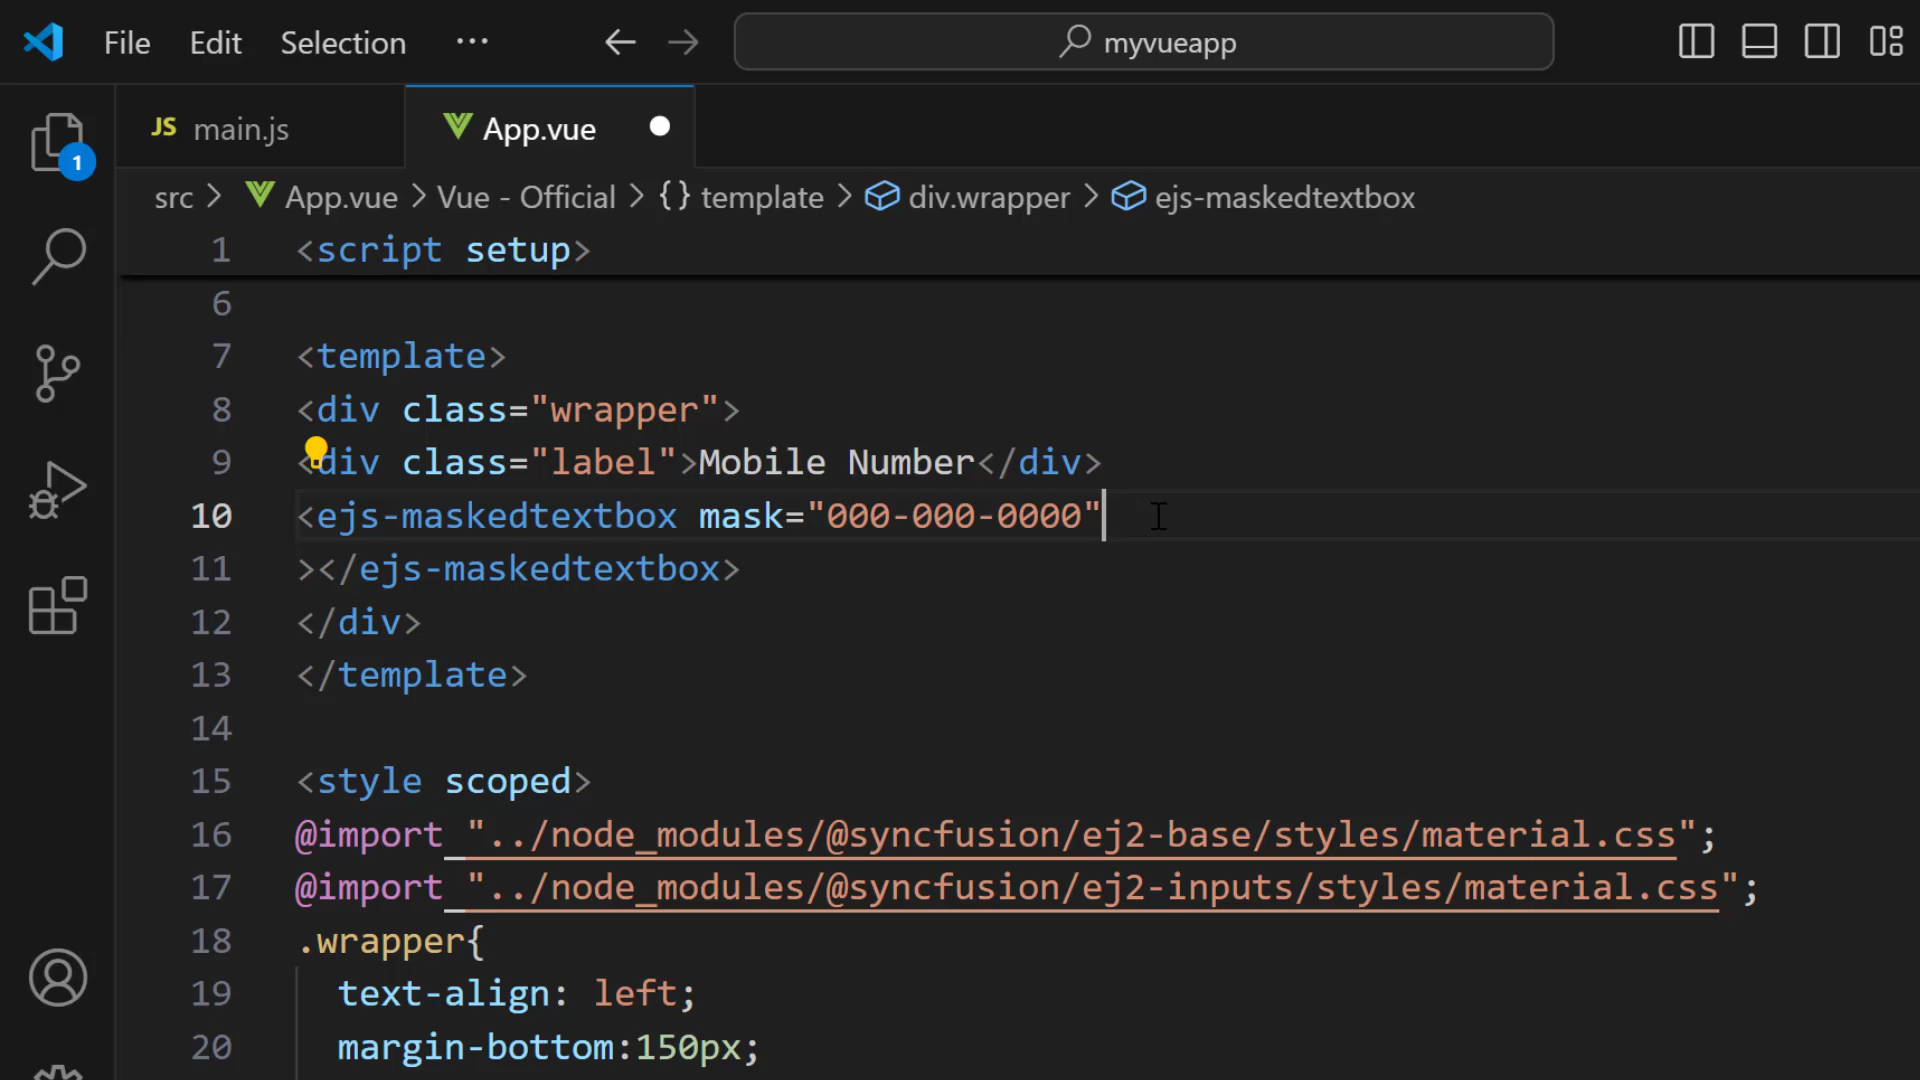 File Edit Selection ··· myvueapp
JS main.js App.vue
1
src > App.vue > Vue - Official > {} template > div.wrapper > ejs-maskedtextbox
1 <script setup>
6
7 <template>
8 <div class="wrapper">
9 <div class="label">Mobile Number</div>
10 <ejs-maskedtextbox mask="000-000-0000"
11 ></ejs-maskedtextbox>
12 </div>
13 </template>
14
15 <style scoped>
16 @import "../node_modules/@syncfusion/ej2-base/styles/material.css";
17 @import "../node_modules/@syncfusion/ej2-inputs/styles/material.css";
18 .wrapper{
19 text-align: left;
20 margin-bottom:150px;